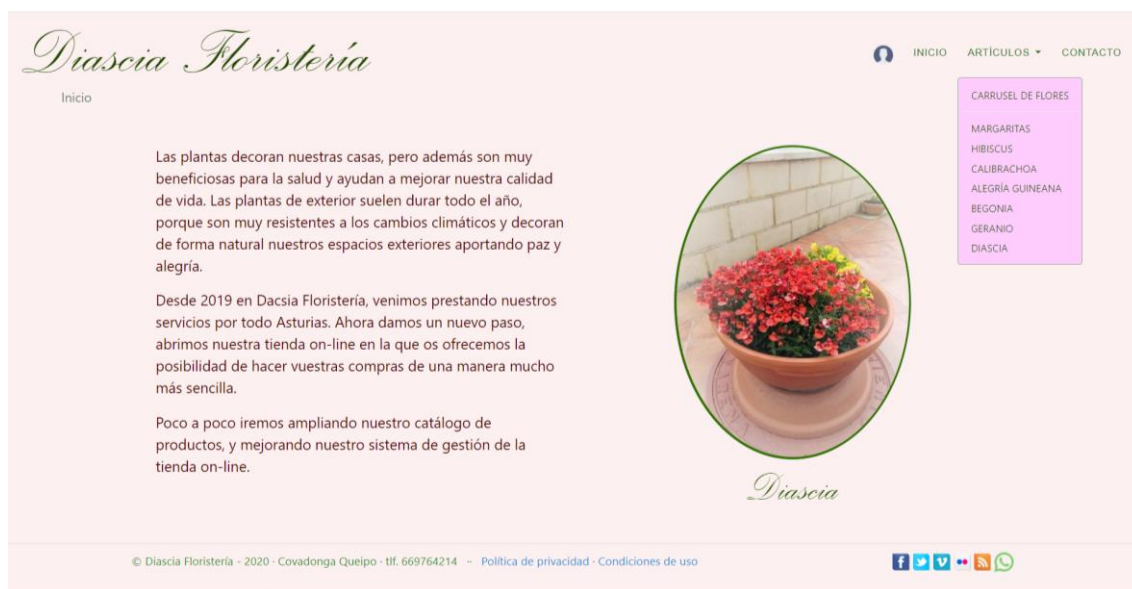 Diascia Floristería
INICIO ARTÍCULOS CONTACTO
Inicio
CARRUSEL DE FLORES
MARGARITAS
HIBISCUS
CALIBRACHOA
ALEGRÍA GUINEANA
BEGONIA
GERANIO
DIASCIA
Las plantas decoran nuestras casas, pero además son muy
beneficiosas para la salud y ayudan a mejorar nuestra calidad
de vida. Las plantas de exterior suelen durar todo el año,
porque son muy resistentes a los cambios climáticos y decoran
de forma natural nuestros espacios exteriores aportando paz y
alegría.
Desde 2019 en Dacsia Floristería, venimos prestando nuestros
servicios por todo Asturias. Ahora damos un nuevo paso,
abrimos nuestra tienda on-line en la que os ofrecemos la
posibilidad de hacer vuestras compras de una manera mucho
más sencilla.
Poco a poco iremos ampliando nuestro catálogo de
productos, y mejorando nuestro sistema de gestión de la
tienda on-line.
Diascia
© Diascia Floristería - 2020 · Covadonga Queipo · tlf. 669764214 - Política de privacidad · Condiciones de uso